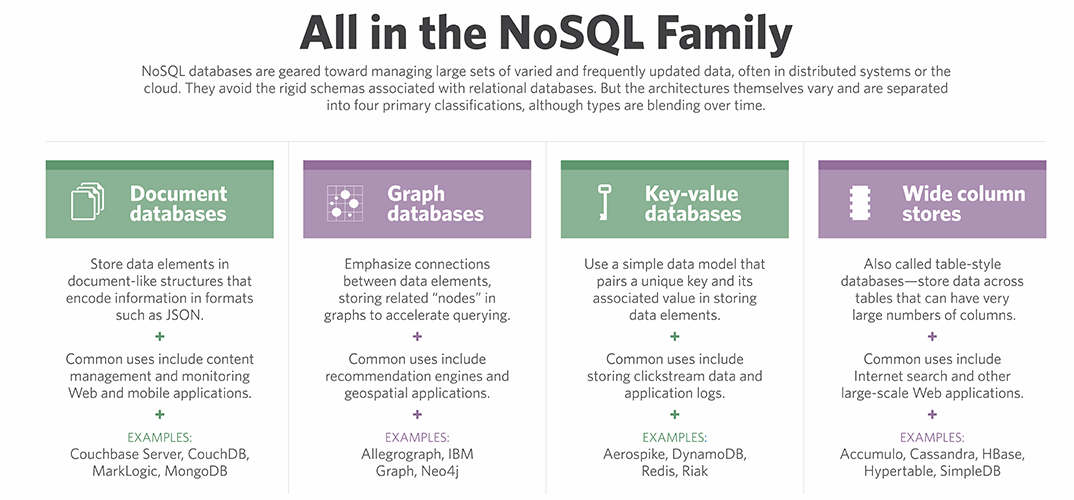 All in the NoSQL Family
NoSQL databases are geared toward managing large sets of varied and frequently updated data, often in distributed systems or the
cloud. They avoid the rigid schemas associated with relational databases. But the architectures themselves vary and are separated
into four primary classifications, although types are blending over time.
Document
databases
Store data elements in
document-like structures that
encode information in formats
such as JSON.
+
Common uses include content
management and monitoring
Web and mobile applications.
+
EXAMPLES:
Couchbase Server, CouchDB,
MarkLogic, MongoDB
Graph
databases
Emphasize connections
between data elements,
storing related “nodes” in
graphs to accelerate querying.
+
Common uses include
recommendation engines and
geospatial applications.
+
EXAMPLES:
Allegrograph, IBM
Graph, Neo4j
Key-value
databases
Use a simple data model that
pairs a unique key and its
associated value in storing
data elements.
+
Common uses include
storing clickstream data and
application logs.
+
EXAMPLES:
Aerospike, DynamoDB,
Redis, Riak
Wide column
stores
Also called table-style
databases—store data across
tables that can have very
large numbers of columns.
+
Common uses include
Internet search and other
large-scale Web applications.
+
EXAMPLES:
Accumulo, Cassandra, HBase,
Hypertable, SimpleDB